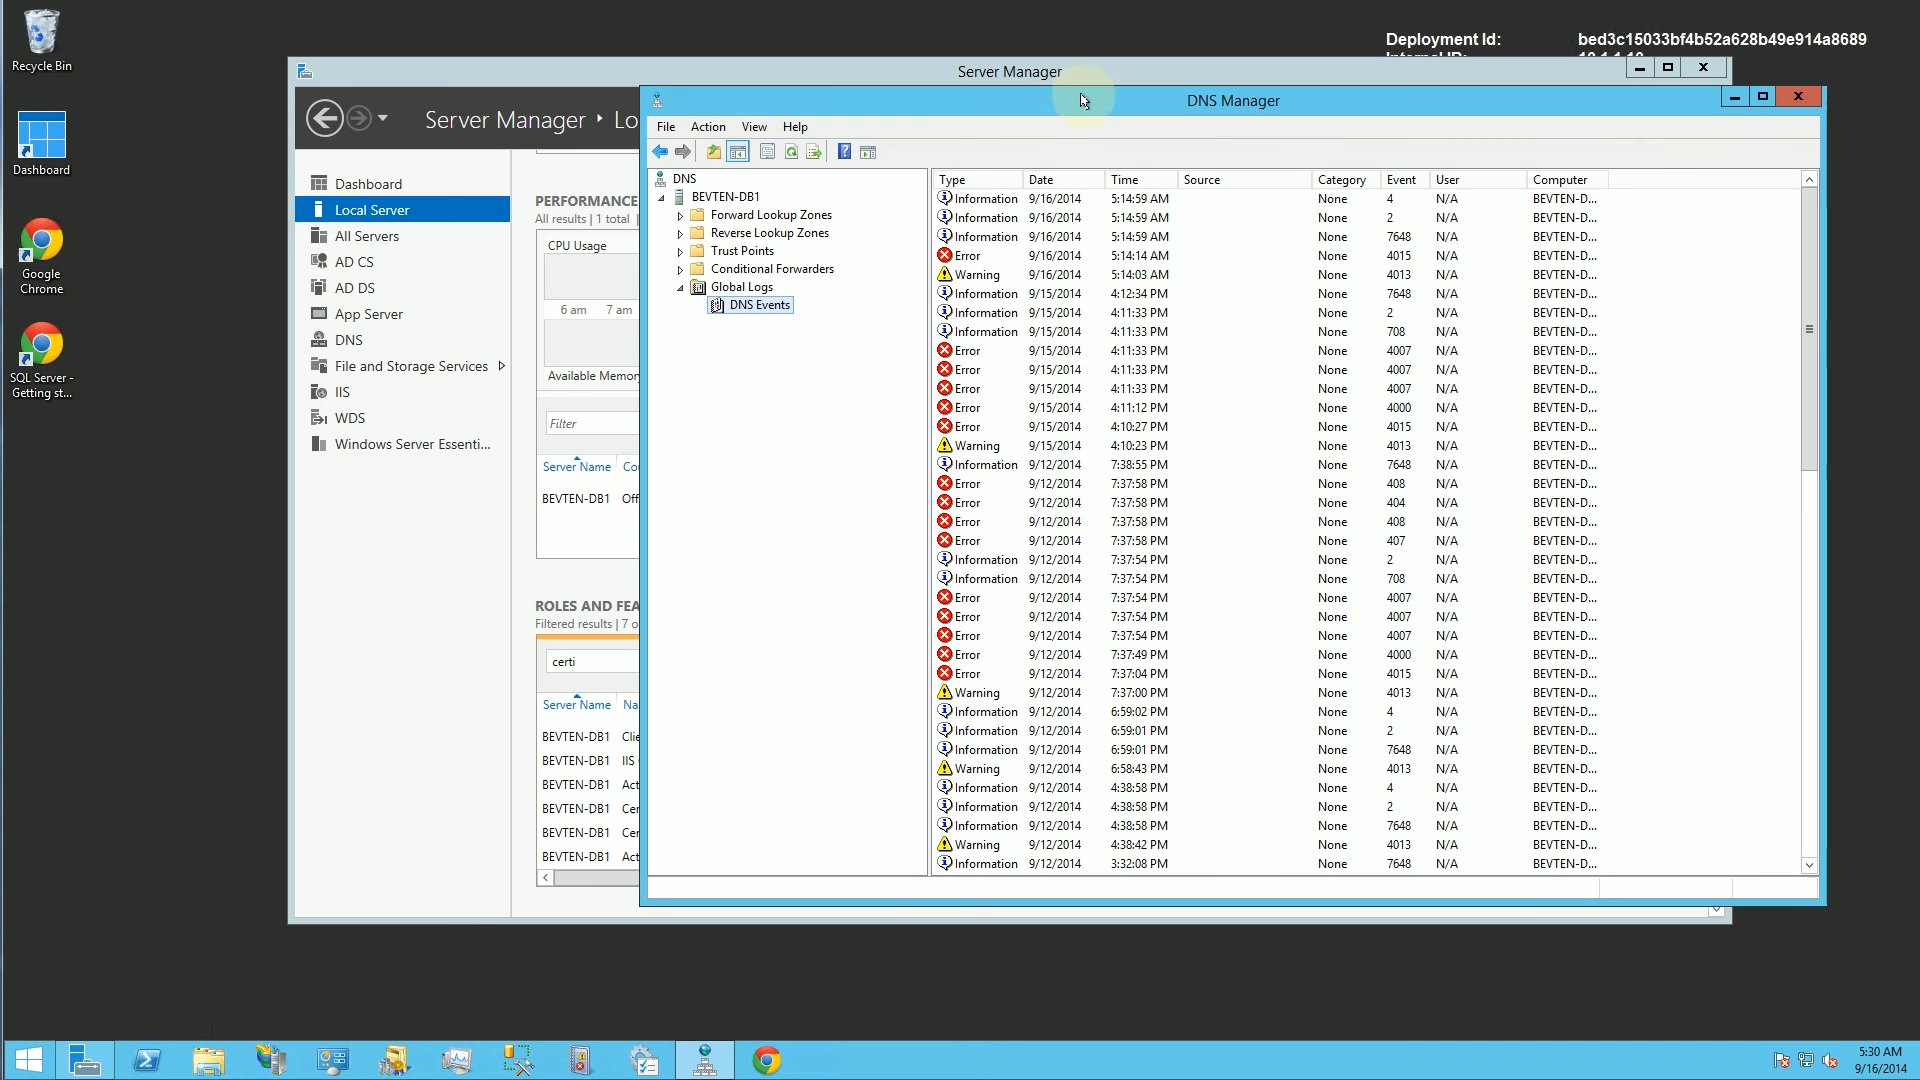 Recycle Bin
Dashboard
Google
Chrome
SQL Server -
Getting st...
Deployment Id: bed3c15033bf4b52a628b49e914a8689
Server Manager
Server Manager • Lo
Dashboard
Local Server
All Servers
AD CS
AD DS
App Server
DNS
File and Storage Services
IIS
WDS
Windows Server Essenti...
PERFORMANCE
All results | 1 total
CPU Usage
6 am 7 am
Available Memory
Filter
Server Name Co
BEVTEN-DB1 Off
ROLES AND FEA
Filtered results | 7 o
certi
Server Name Na
BEVTEN-DB1 Clie
BEVTEN-DB1 IIS
BEVTEN-DB1 Act
BEVTEN-DB1 Cer
BEVTEN-DB1 Cer
BEVTEN-DB1 Act
DNS Manager
File Action View Help
DNS
BEVTEN-DB1
Forward Lookup Zones
Reverse Lookup Zones
Trust Points
Conditional Forwarders
Global Logs
DNS Events
Type Date Time Source Category Event User Computer
Information 9/16/2014 5:14:59 AM None 4 N/A BEVTEN-D...
Information 9/16/2014 5:14:59 AM None 2 N/A BEVTEN-D...
Information 9/16/2014 5:14:59 AM None 7648 N/A BEVTEN-D...
Error 9/16/2014 5:14:14 AM None 4015 N/A BEVTEN-D...
Warning 9/16/2014 5:14:03 AM None 4013 N/A BEVTEN-D...
Information 9/15/2014 4:12:34 PM None 7648 N/A BEVTEN-D...
Information 9/15/2014 4:11:33 PM None 2 N/A BEVTEN-D...
Information 9/15/2014 4:11:33 PM None 708 N/A BEVTEN-D...
Error 9/15/2014 4:11:33 PM None 4007 N/A BEVTEN-D...
Error 9/15/2014 4:11:33 PM None 4007 N/A BEVTEN-D...
Error 9/15/2014 4:11:33 PM None 4007 N/A BEVTEN-D...
Error 9/15/2014 4:11:12 PM None 4000 N/A BEVTEN-D...
Error 9/15/2014 4:10:27 PM None 4015 N/A BEVTEN-D...
Warning 9/15/2014 4:10:23 PM None 4013 N/A BEVTEN-D...
Information 9/12/2014 7:38:55 PM None 7648 N/A BEVTEN-D...
Error 9/12/2014 7:37:58 PM None 408 N/A BEVTEN-D...
Error 9/12/2014 7:37:58 PM None 404 N/A BEVTEN-D...
Error 9/12/2014 7:37:58 PM None 408 N/A BEVTEN-D...
Error 9/12/2014 7:37:58 PM None 407 N/A BEVTEN-D...
Information 9/12/2014 7:37:54 PM None 2 N/A BEVTEN-D...
Information 9/12/2014 7:37:54 PM None 708 N/A BEVTEN-D...
Error 9/12/2014 7:37:54 PM None 4007 N/A BEVTEN-D...
Error 9/12/2014 7:37:54 PM None 4007 N/A BEVTEN-D...
Error 9/12/2014 7:37:54 PM None 4007 N/A BEVTEN-D...
Error 9/12/2014 7:37:49 PM None 4000 N/A BEVTEN-D...
Error 9/12/2014 7:37:04 PM None 4015 N/A BEVTEN-D...
Warning 9/12/2014 7:37:00 PM None 4013 N/A BEVTEN-D...
Information 9/12/2014 6:59:02 PM None 4 N/A BEVTEN-D...
Information 9/12/2014 6:59:01 PM None 2 N/A BEVTEN-D...
Information 9/12/2014 6:59:01 PM None 7648 N/A BEVTEN-D...
Warning 9/12/2014 6:58:43 PM None 4013 N/A BEVTEN-D...
Information 9/12/2014 4:38:58 PM None 4 N/A BEVTEN-D...
Information 9/12/2014 4:38:58 PM None 2 N/A BEVTEN-D...
Information 9/12/2014 4:38:58 PM None 7648 N/A BEVTEN-D...
Warning 9/12/2014 4:38:42 PM None 4013 N/A BEVTEN-D...
Information 9/12/2014 3:32:08 PM None 7648 N/A BEVTEN-D...
5:30 AM
9/16/2014